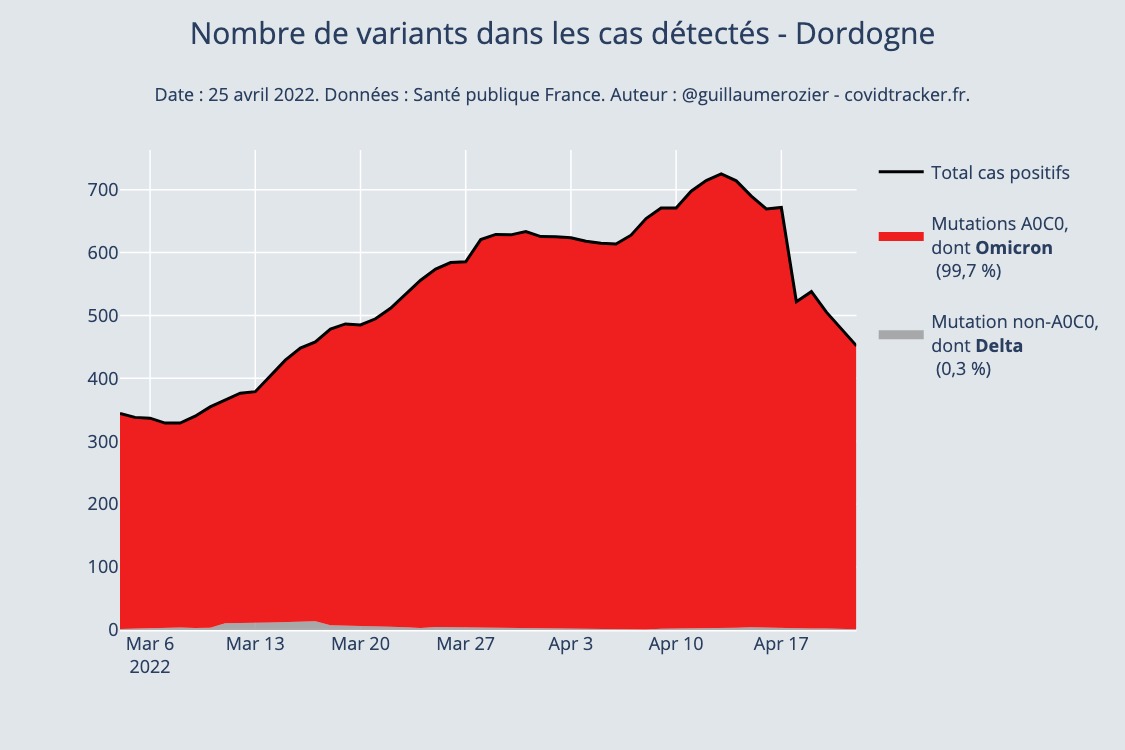 Nombre de variants dans les cas détectés - Dordogne
Date : 25 avril 2022. Données : Santé publique France. Auteur : @guillaumerozier - covidtracker.fr.
Total cas positifs
Mutations A0C0,
dont Omicron
(99,7 %)
Mutation non-A0C0,
dont Delta
(0,3 %)
700
600
500
400
300
200
100
0
Mar 6 Mar 13 Mar 20 Mar 27 Apr 3 Apr 10 Apr 17
2022